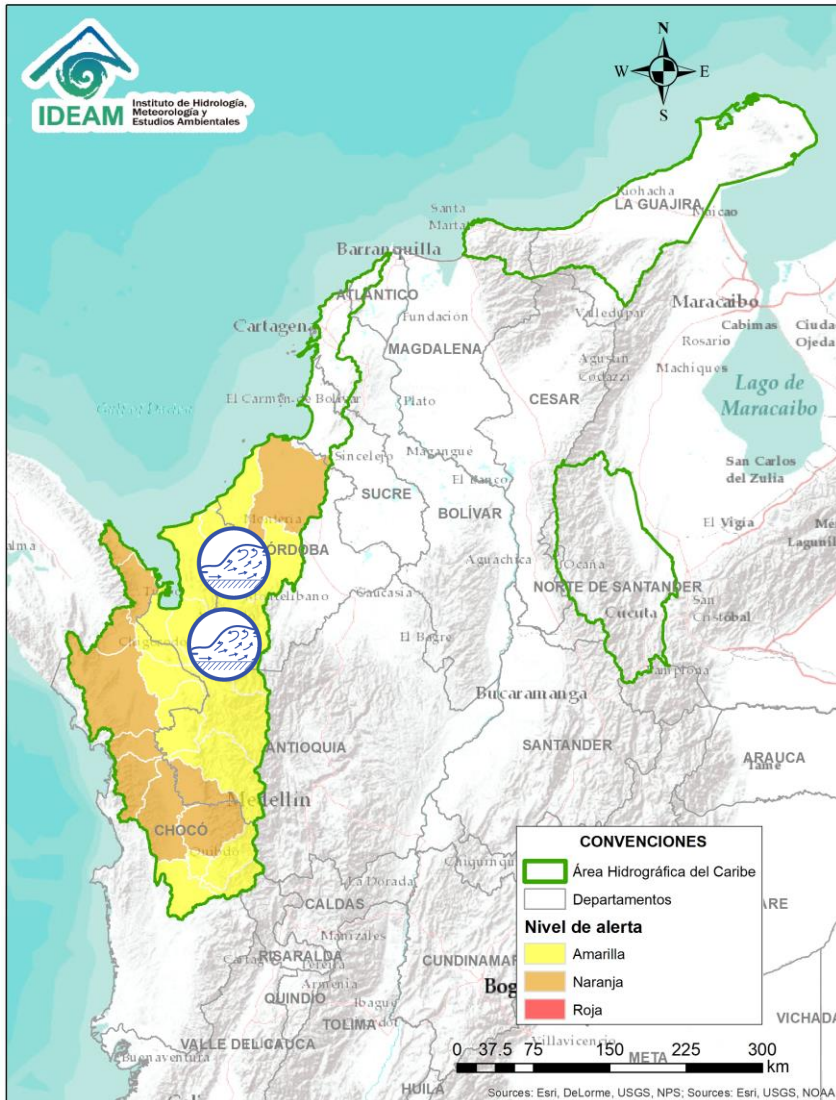 IDEAM
Instituto de Hidrología,
Meteorología y
Estudios Ambientales
N
W
E
S
Riohacha
LA GUAJIRA
Maicao
Santa
Marta
Barranquilla
ATLÁNTICO
Maracaibo
Cabimas
Ciudad
Ojeda
Rosario
Machiques
Lago de
Maracaibo
Fundación
Valledupar
Cartagena
MAGDALENA
Agustín
Codazzi
CESAR
El Carmen de Bolívar
Plato
San Carlos
del Zulia
Sincelejo
Magangué
El Banco
SUCRE
BOLÍVAR
El Vigía
Montería
Aguachica
Ocaña
NORTE DE SANTANDER
Cúcuta
San
Cristóbal
Caucasia
El Bagre
Pamplona
Bucaramanga
ANTIOQUIA
SANTANDER
ARAUCA
Tame
Medellín
CHOCÓ
Quibdó
La Dorada
CALDAS
Manizales
RISARALDA
Pereira
Armenia
QUINDÍO
Ibagué
TOLIMA
VALLE DEL CAUCA
Buenaventura
HUILA
Villavicencio
META
VICHADA
CONVENCIONES
Área Hidrográfica del Caribe
Departamentos
Nivel de alerta
Amarilla
Naranja
Roja
0 37.5 75 150 225 300
km
Sources: Esri, DeLorme, USGS, NPS; Sources: Esri, USGS, NOAA